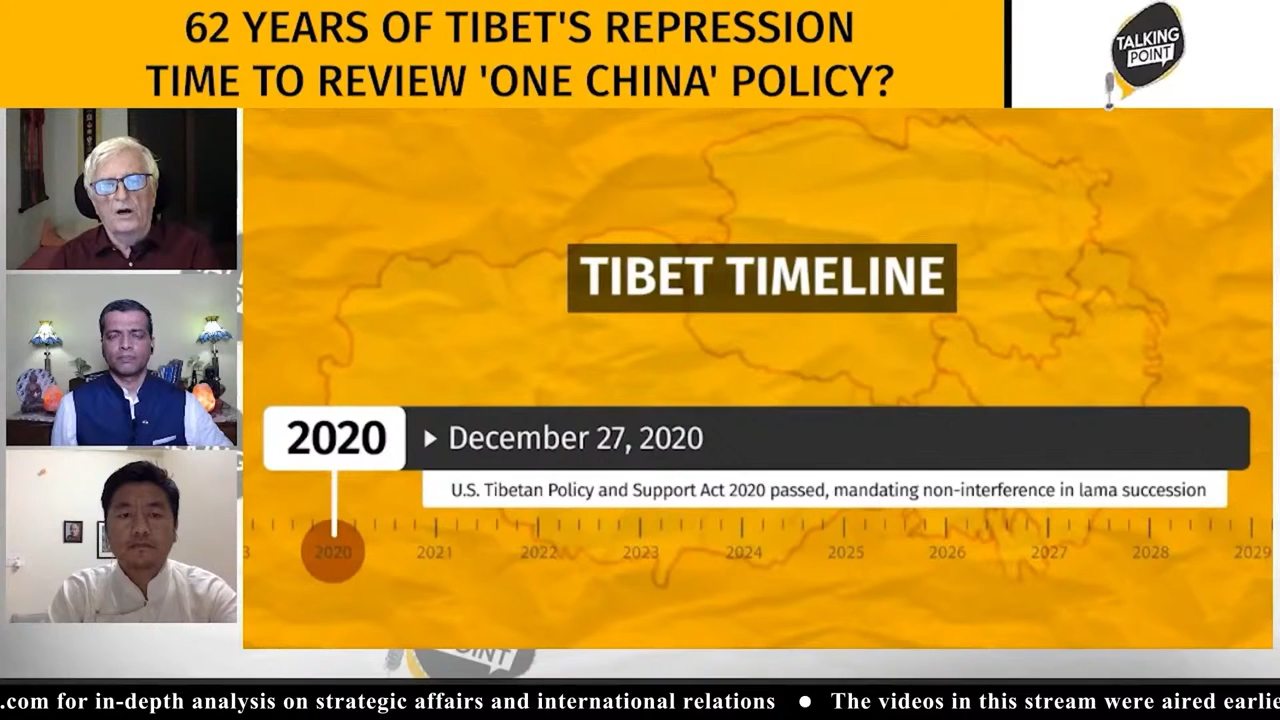 62 YEARS OF TIBET'S REPRESSION
TIME TO REVIEW 'ONE CHINA' POLICY?
TALKING
POINT
TIBET TIMELINE
2020
December 27, 2020
U.S. Tibetan Policy and Support Act 2020 passed, mandating non-interference in lama succession
3 2020 2021 2022 2023 2024 2025 2026 2027 2028 2029
POINT
.com for in-depth analysis on strategic affairs and international relations ● The videos in this stream were aired earlie